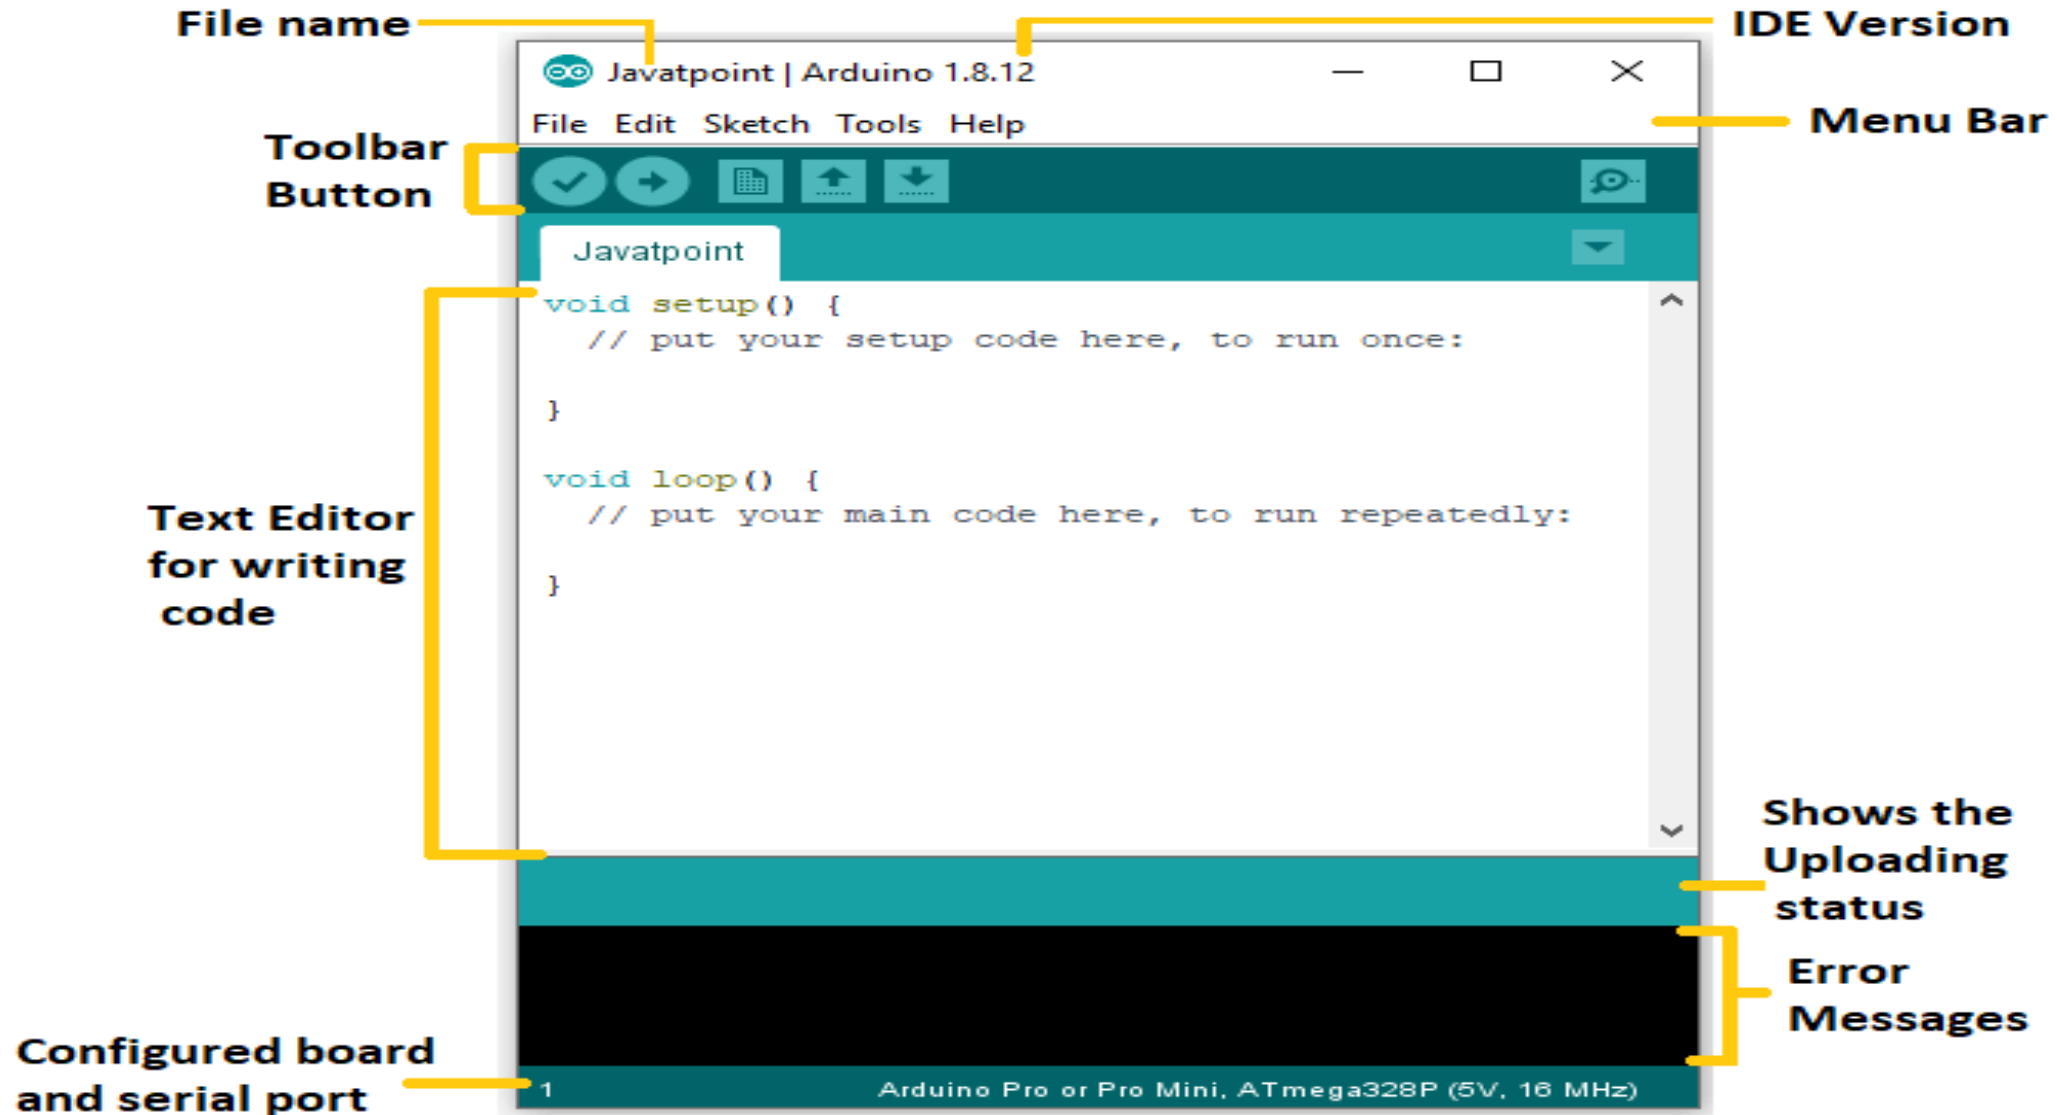 File name
IDE Version
Javatpoint | Arduino 1.8.12
File Edit Sketch Tools Help
Menu Bar
Toolbar
Button
Javatpoint
void setup() {
// put your setup code here, to run once:
}
void loop() {
// put your main code here, to run repeatedly:
}
Text Editor
for writing
code
Shows the
Uploading
status
Error
Messages
Configured board
and serial port
1
Arduino Pro or Pro Mini, ATmega328P (5V, 16 MHz)